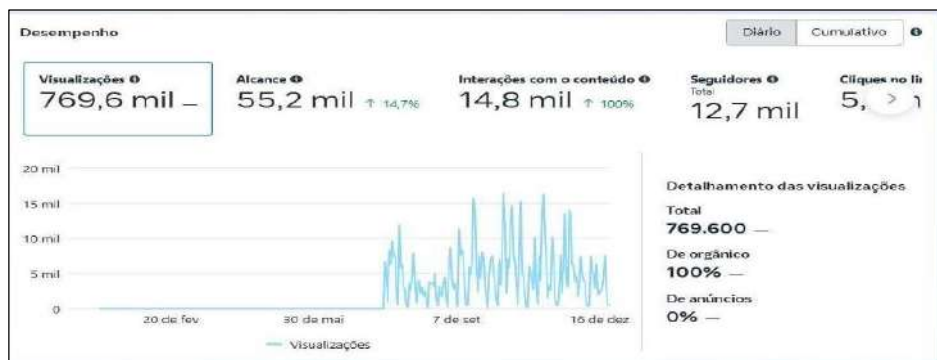 Desempenho
Diário Cumulativo
Visualizações
769,6 mil —
Alcance
55,2 mil ↑ 14,7%
Interações com o conteúdo
14,8 mil ↑ 100%
Seguidores
Total
12,7 mil
Cliques no
5,
20 mil
15 mil
10 mil
5 mil
0
20 de fev 30 de mai 7 de set 16 de dez
Visualizações
Detalhamento das visualizações
Total
769.600 —
De orgânico
100% —
De anúncios
0% —